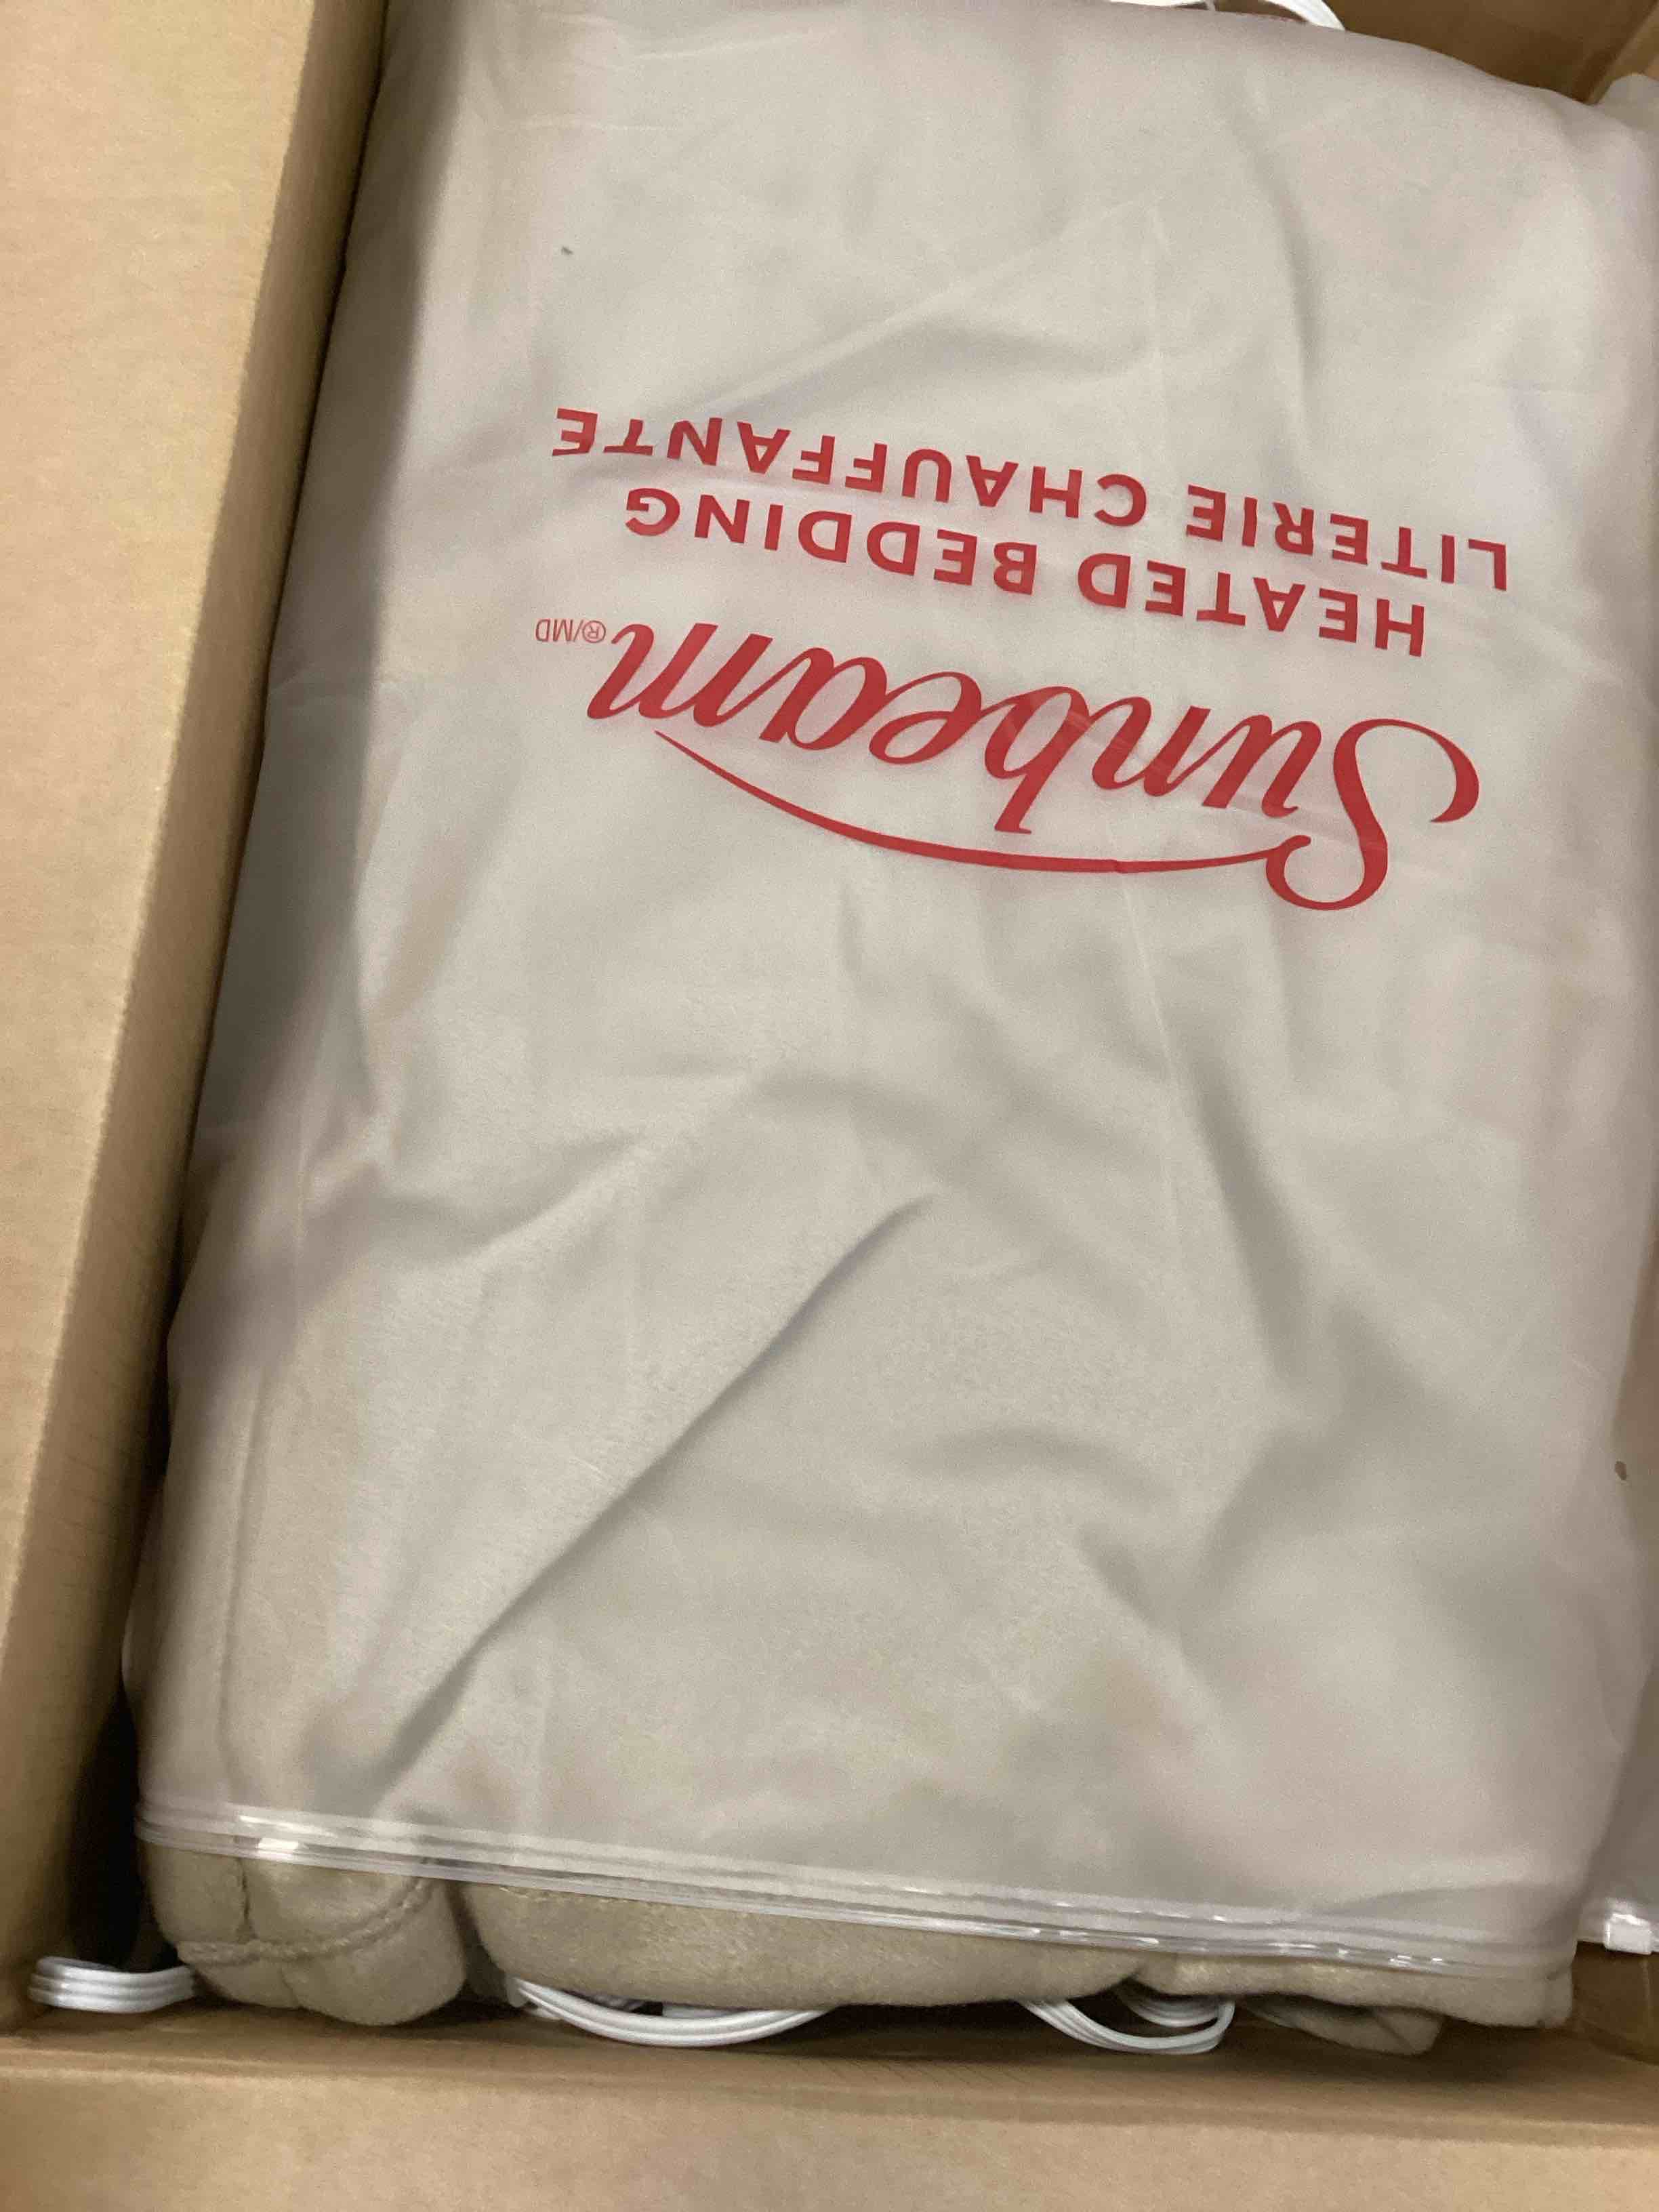 Sunbeam®/MD
HEATED BEDDING
LITERIE CHAUFFANTE